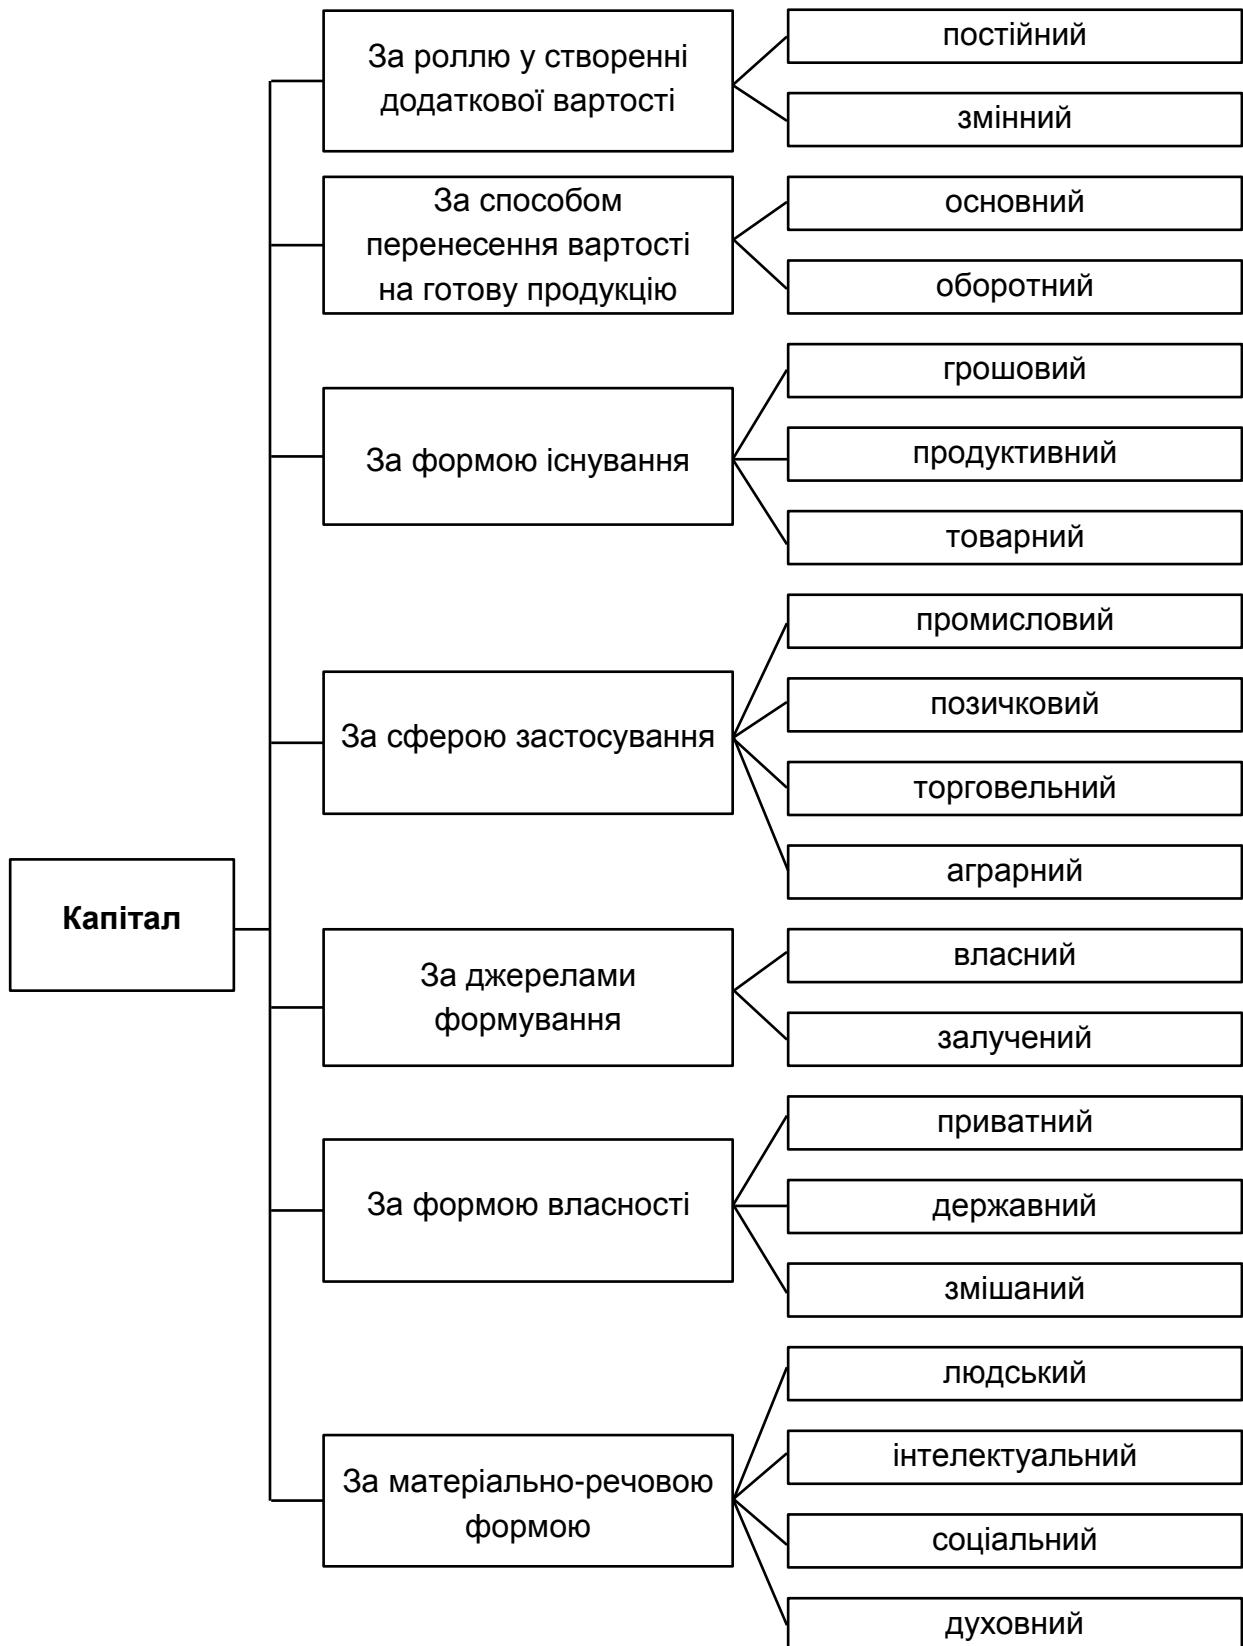 За роллю у створенні
додаткової вартості
постійний
змінний
За способом
перенесення вартості
на готову продукцію
основний
оборотний
За формою існування
грошовий
продуктивний
товарний
За сферою застосування
промисловий
позичковий
торговельний
аграрний
Капітал
За джерелами
формування
власний
залучений
За формою власності
приватний
державний
змішаний
За матеріально-речовою
формою
людський
інтелектуальний
соціальний
духовний